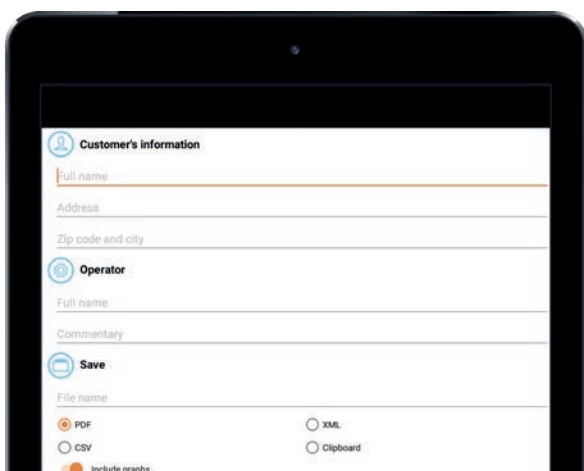 Customer's information
Full name
Address
Zip code and city
Operator
Full name
Commentary
Save
File name
PDF
XML
CSV
Clipboard
Include graphs